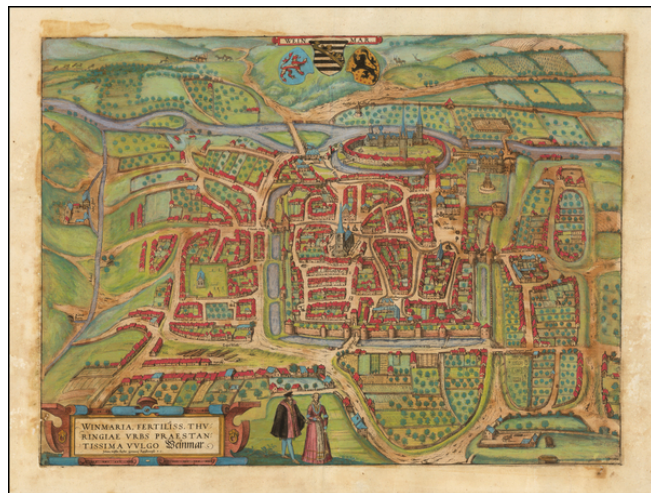 WEIN MAR
WINMARIA, FERTILISS. THV
RINGIAE VRBS PRAESTAN
TISSIMA VVLGO Weinmar